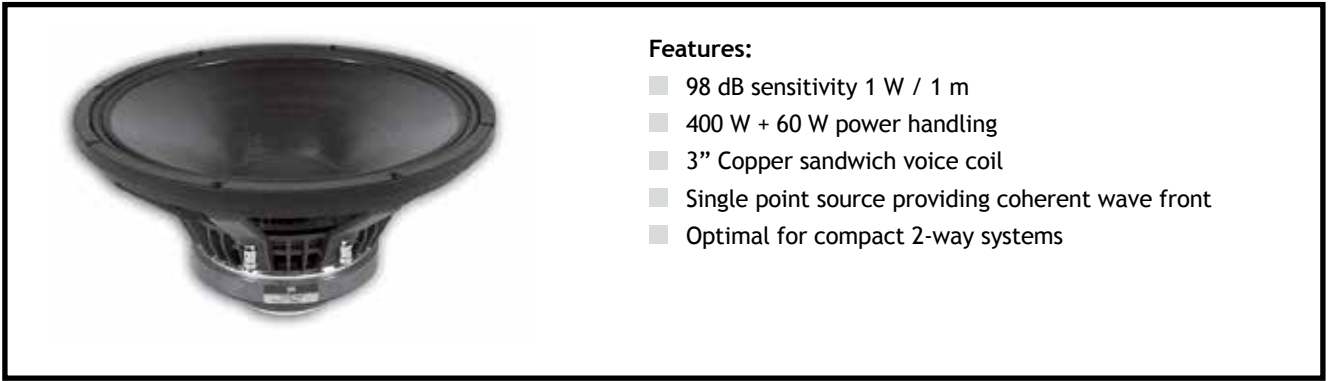 Features:
98 dB sensitivity 1 W / 1 m
400 W + 60 W power handling
3” Copper sandwich voice coil
Single point source providing coherent wave front
Optimal for compact 2-way systems